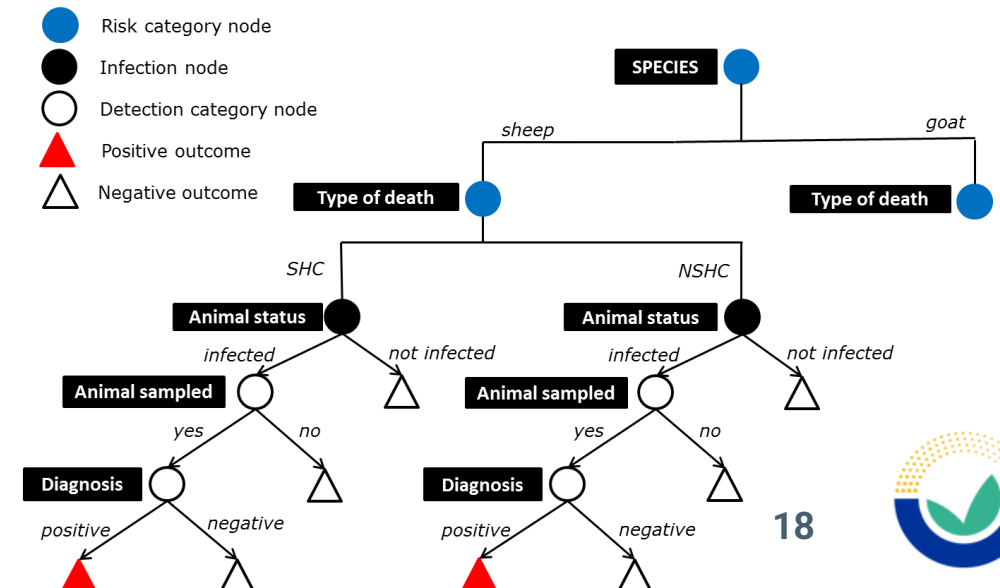 Risk category node
Infection node
Detection category node
Positive outcome
Negative outcome
SPECIES
sheep
goat
Type of death
Type of death
SHC
NSHC
Animal status
Animal status
infected
not infected
infected
not infected
Animal sampled
Animal sampled
yes
no
yes
no
Diagnosis
Diagnosis
positive
negative
positive
negative
18